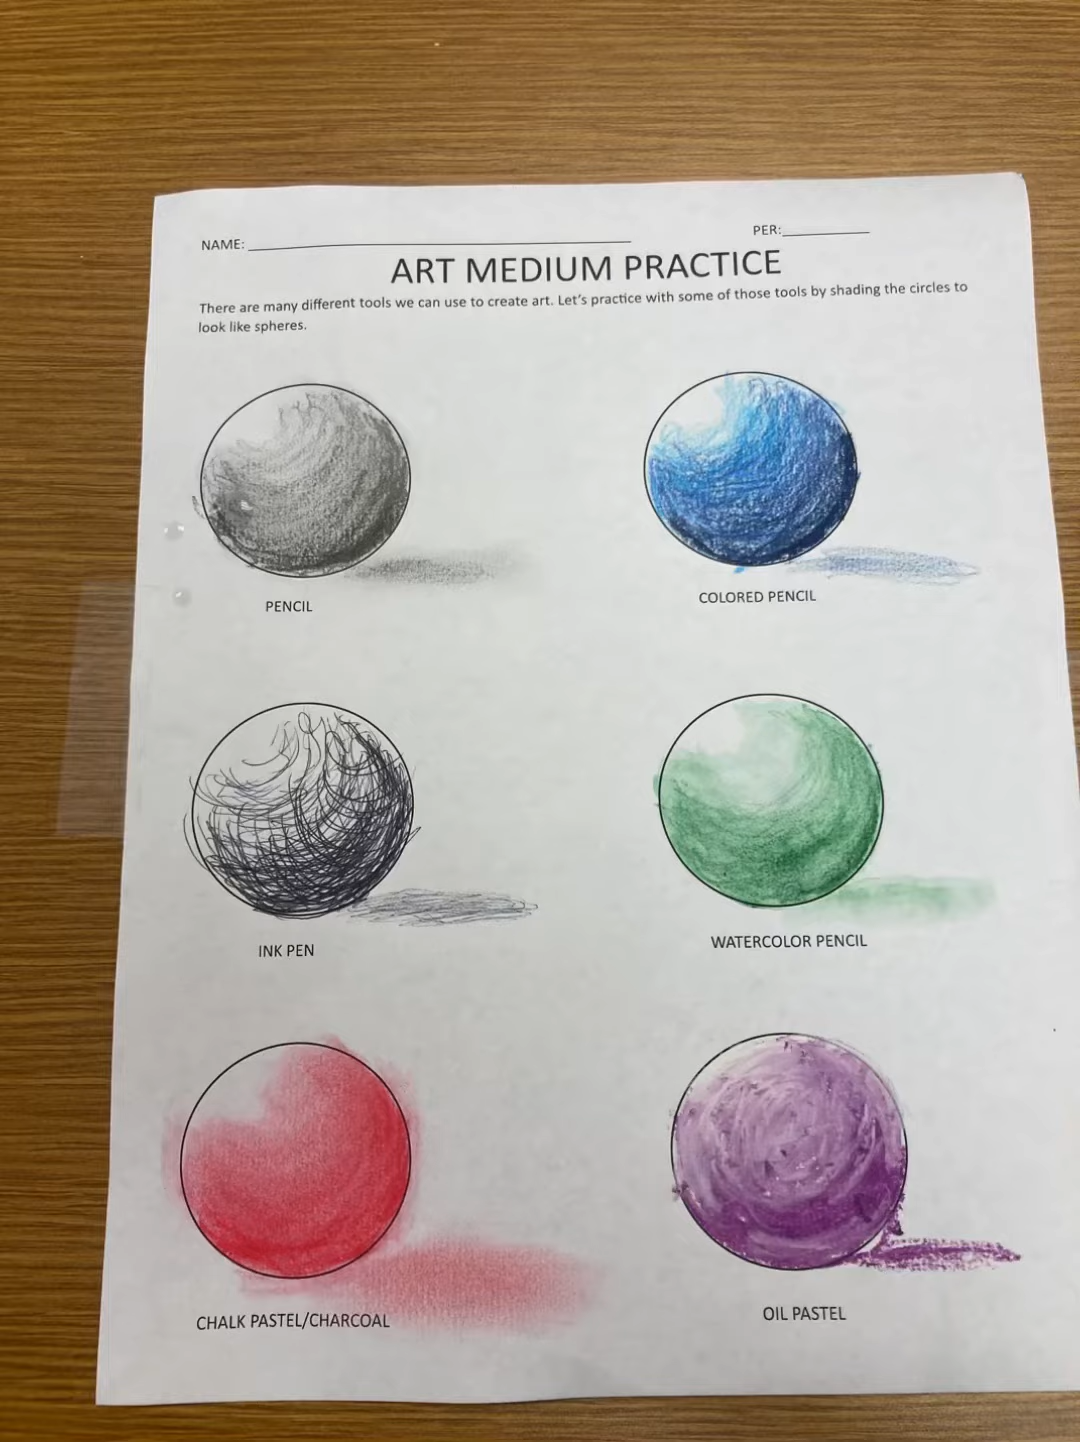 NAME: ______________________ PER:________
ART MEDIUM PRACTICE
There are many different tools we can use to create art. Let's practice with some of those tools by shading the circles to
look like spheres.
PENCIL
COLORED PENCIL
INK PEN
WATERCOLOR PENCIL
CHALK PASTEL/CHARCOAL
OIL PASTEL